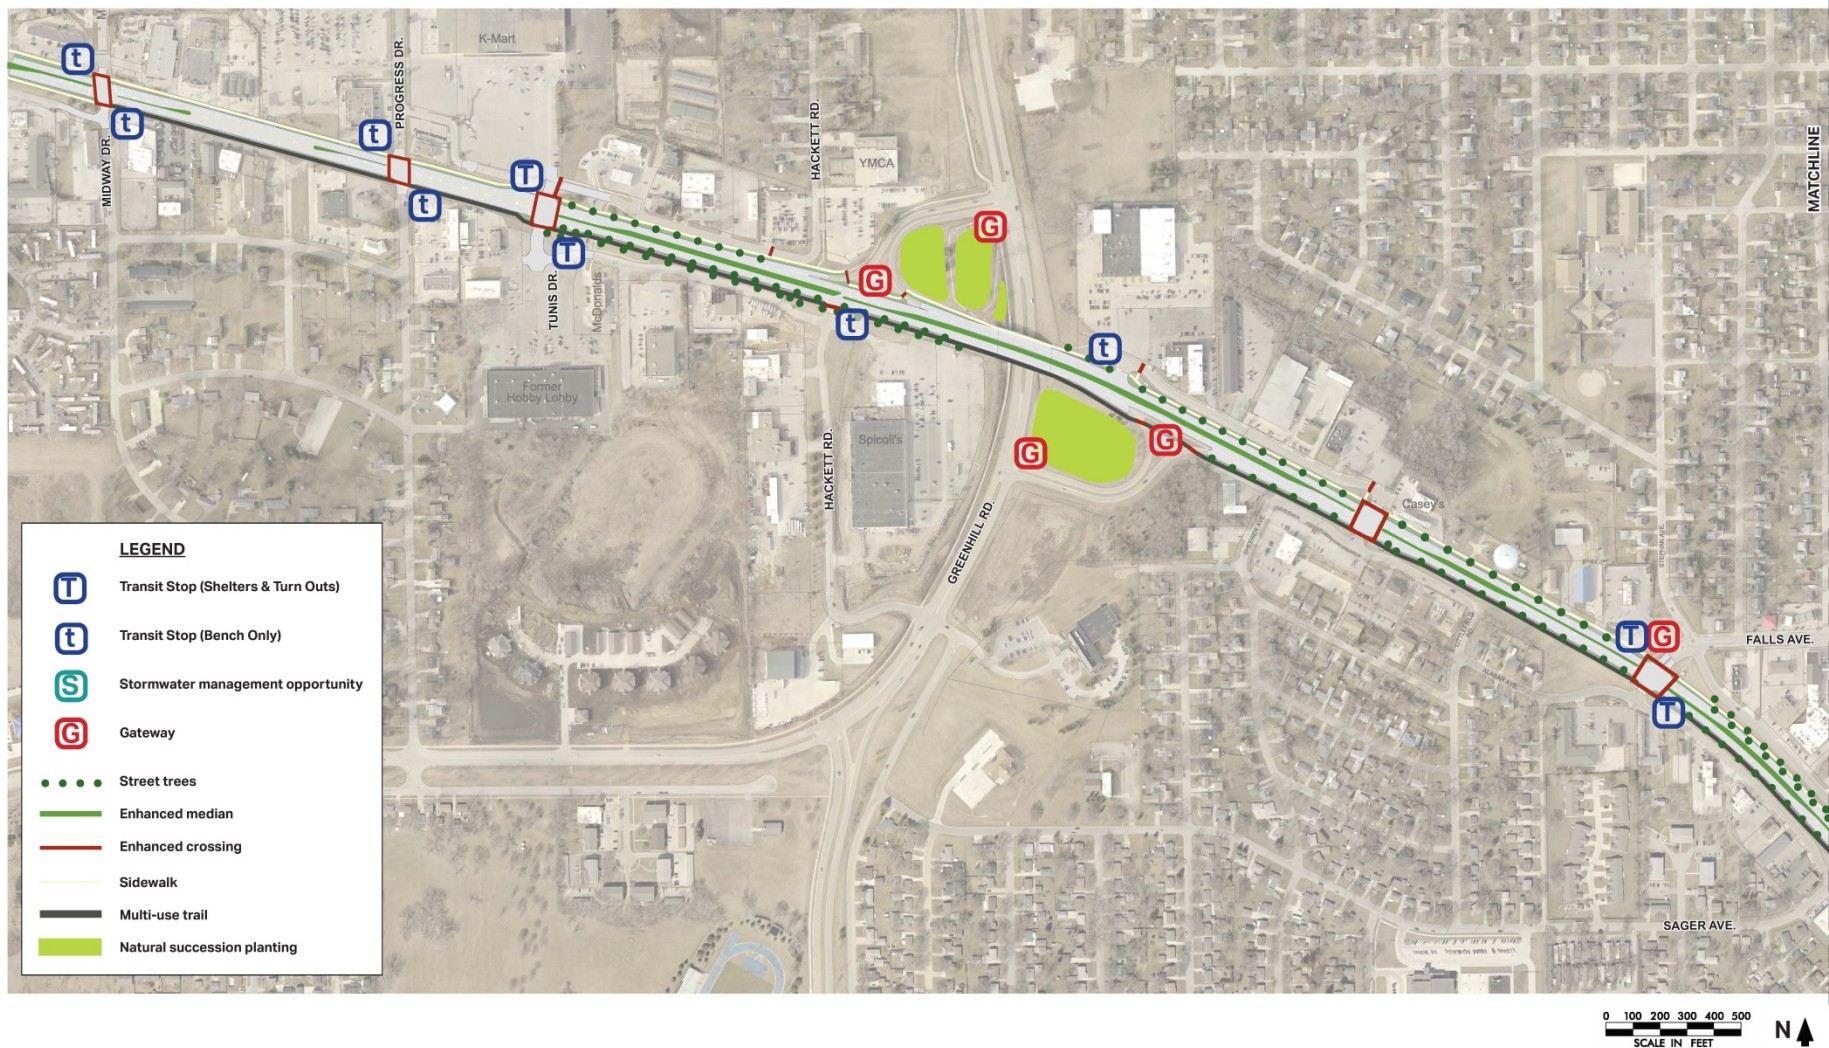 t
K-Mart
PROGRESS DR.
t
MIDWAY DR.
t
t
T
T
TUNIS DR.
McDonalds
Former
Hobby Lobby
HACKETT RD.
YMCA
G
G
t
t
Spicoli's
HACKETT RD.
G
G
GREENHILL RD.
Casey's
STEPHAN AVE.
MATCHLINE
T G
FALLS AVE.
T
SAGER AVE.
LEGEND
T Transit Stop (Shelters & Turn Outs)
t Transit Stop (Bench Only)
S Stormwater management opportunity
G Gateway
Street trees
Enhanced median
Enhanced crossing
Sidewalk
Multi-use trail
Natural succession planting
0 100 200 300 400 500
SCALE IN FEET
N